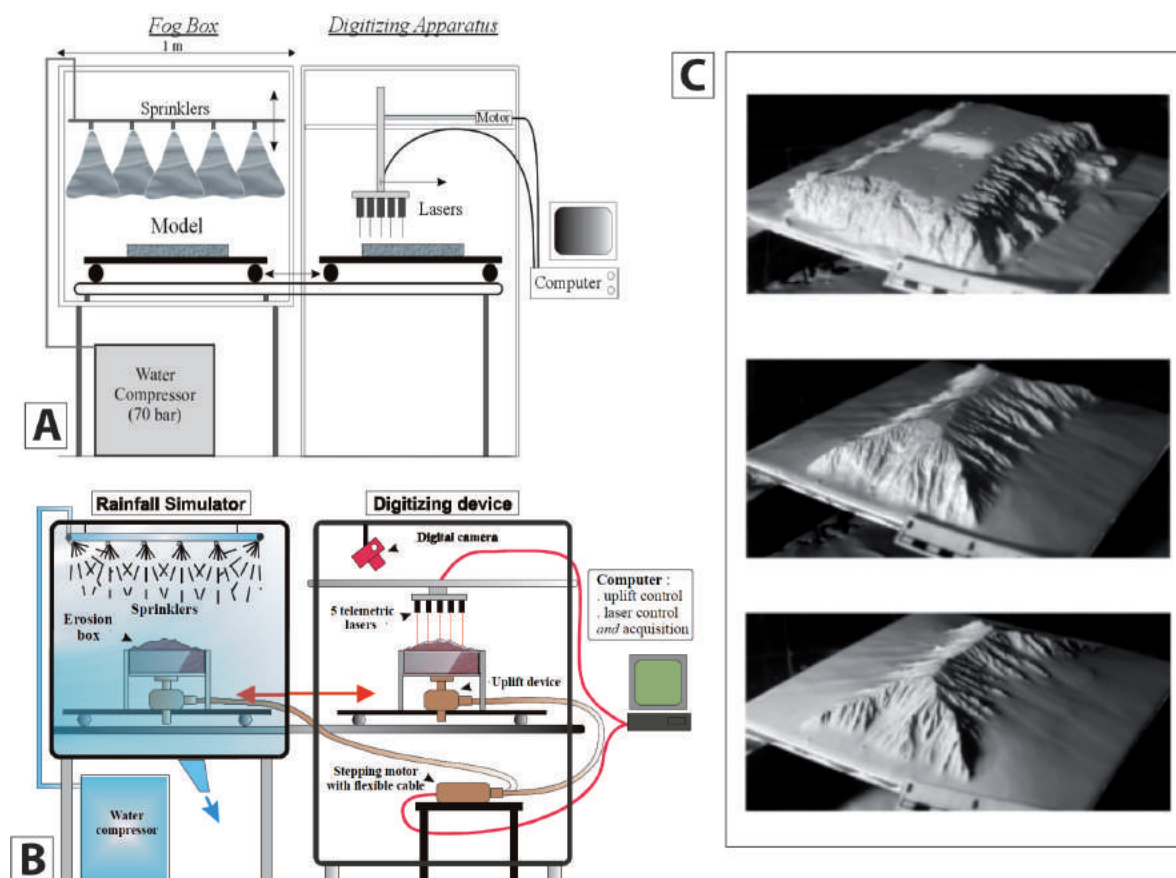 Fog Box
Digitizing Apparatus
1 m
Sprinklers
Motor
Lasers
Model
Computer
Water
Compressor
(70 bar)
A
Rainfall Simulator
Digitizing device
Digital camera
Sprinklers
Erosion
box
5 telemetric
lasers
Computer :
. uplift control
. laser control
and acquisition
Uplift device
Stepping motor
with flexible cable
Water
compressor
B
C